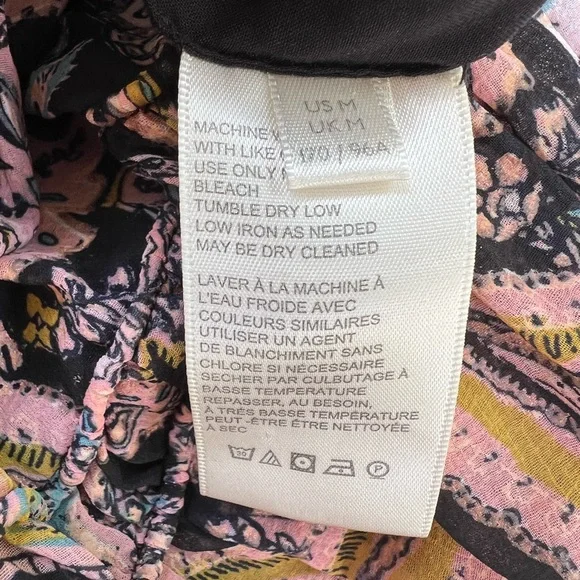 US M
UK M
170 / 96A
MACHINE
WITH LIKE
USE ONLY
BLEACH
TUMBLE DRY LOW
LOW IRON AS NEEDED
MAY BE DRY CLEANED
LAVER À LA MACHINE À
L'EAU FROIDE AVEC
COULEURS SIMILAIRES
UTILISER UN AGENT
DE BLANCHIMENT SANS
CHLORE SI NÉCESSAIRE
SÉCHER PAR CULBUTAGE À
BASSE TEMPÉRATURE
REPASSER, AU BESOIN,
À TRÈS BASSE TEMPÉRATURE
PEUT-ÊTRE ÊTRE NETTOYÉE
À SEC
30 P